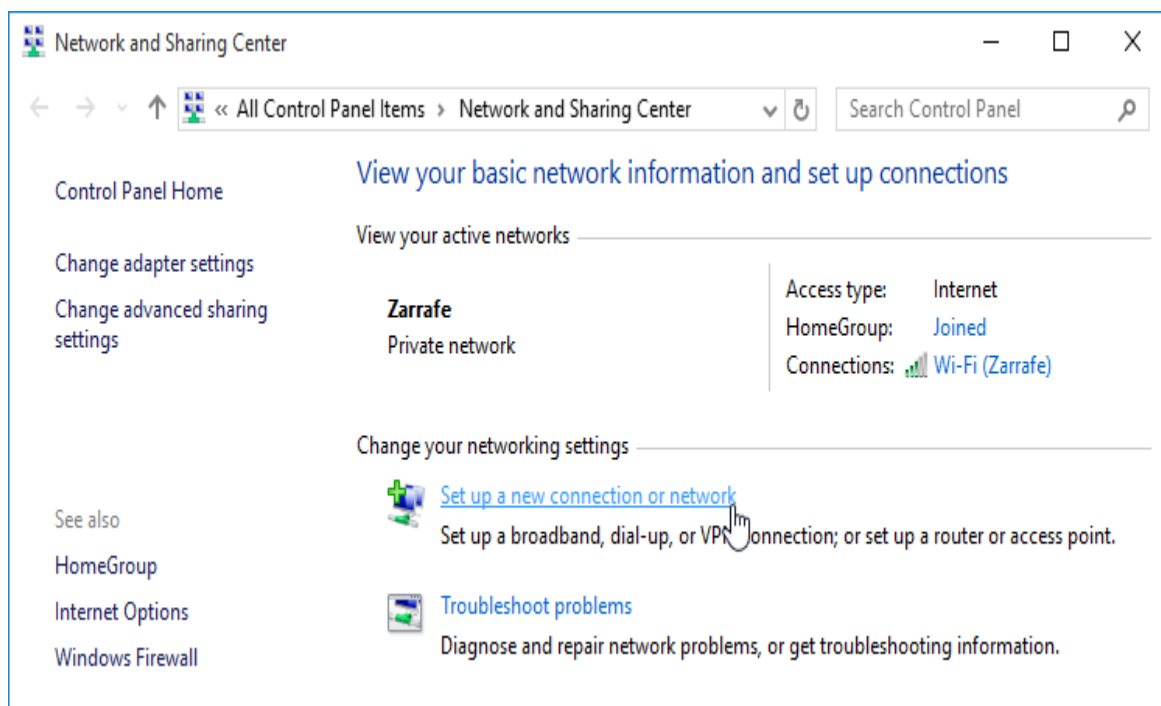 Network and Sharing Center
« All Control Panel Items › Network and Sharing Center
Search Control Panel
Control Panel Home
Change adapter settings
Change advanced sharing
settings
See also
HomeGroup
Internet Options
Windows Firewall
View your basic network information and set up connections
View your active networks
Zarrafe
Private network
Access type: Internet
HomeGroup: Joined
Connections: Wi-Fi (Zarrafe)
Change your networking settings
Set up a new connection or network
Set up a broadband, dial-up, or VPN connection; or set up a router or access point.
Troubleshoot problems
Diagnose and repair network problems, or get troubleshooting information.